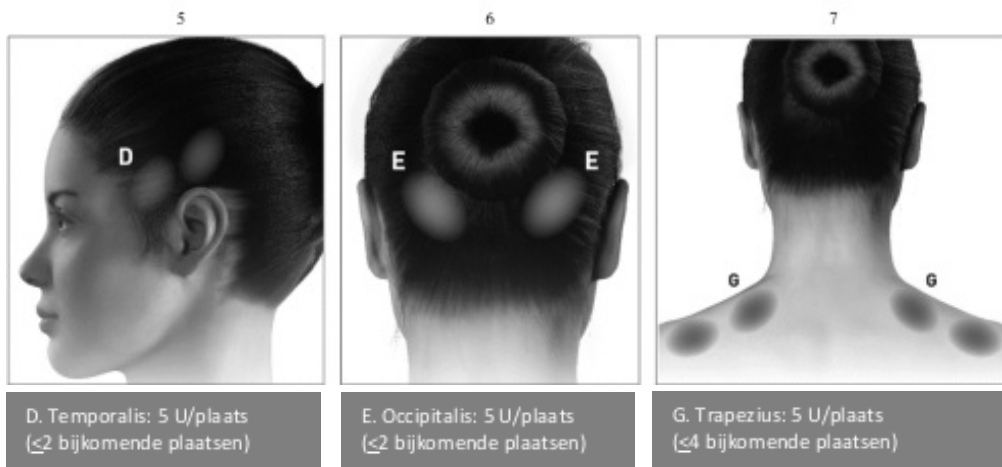 5
6
7
D
E
E
G
G
D. Temporalis: 5 U/plaats
(≤2 bijkomende plaatsen)
E. Occipitalis: 5 U/plaats
(≤2 bijkomende plaatsen)
G. Trapezius: 5 U/plaats
(≤4 bijkomende plaatsen)